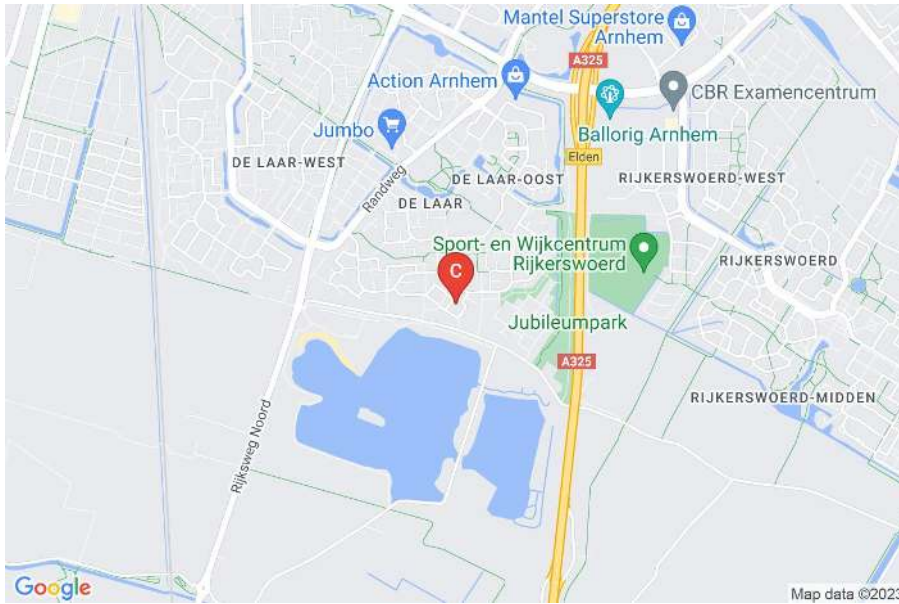 Mantel Superstore
Arnhem
A325
Action Arnhem
CBR Examencentrum
Jumbo
Ballorig Arnhem
Elden
DE LAAR-WEST
Randweg
DE LAAR-OOST
RIJKERSWOERD-WEST
DE LAAR
Sport- en Wijkcentrum
Rijkerswoerd
RIJKERSWOERD
C
Jubileumpark
A325
RIJKERSWOERD-MIDDEN
Rijksweg Noord
Google
Map data ©2023